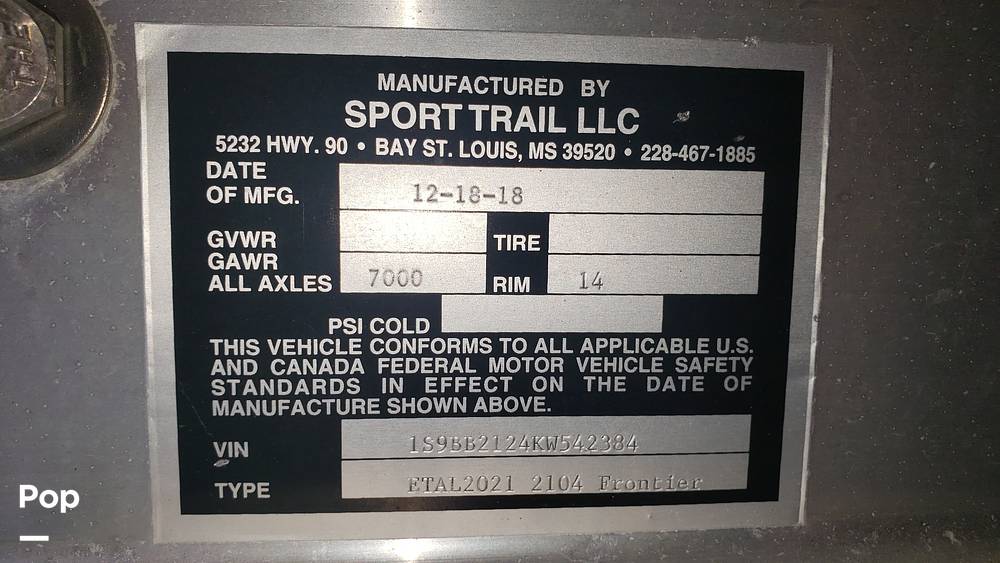 THE
MANUFACTURED BY
SPORT TRAIL LLC
5232 HWY. 90 • BAY ST. LOUIS, MS 39520 • 228-467-1885
DATE
OF MFG. 12-18-18
GVWR TIRE
GAWR
ALL AXLES 7000 RIM 14
PSI COLD
THIS VEHICLE CONFORMS TO ALL APPLICABLE U.S.
AND CANADA FEDERAL MOTOR VEHICLE SAFETY
STANDARDS IN EFFECT ON THE DATE OF
MANUFACTURE SHOWN ABOVE.
VIN 1S9BB2124KW542384
TYPE ETAL2021 2104 Frontier
Pop